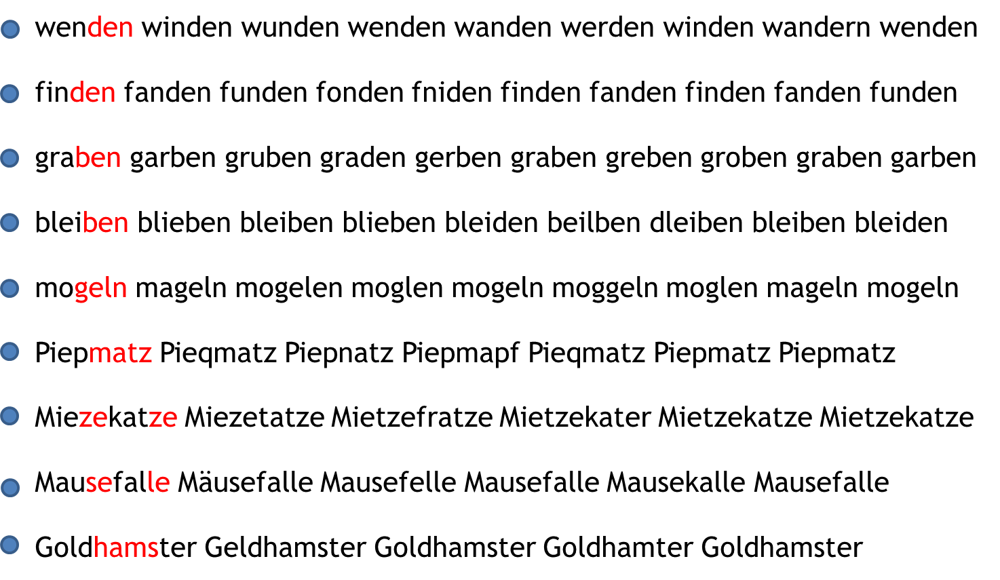 wenden winden wunden wenden wanden werden winden wandern wenden
finden fanden funden fonden fniden finden fanden finden fanden funden
graben garben gruben graden gerben graben greben groben graben garben
bleiben blieben bleiben blieben bleiden beilben dleiben bleiben bleiden
mogeln mageln mogelen moglen mogeln moggeln moglen mageln mogeln
Piepmatz Pieqmatz Piepnatz Piepmapf Pieqmatz Piepmatz Piepmatz
Miezekatze Miezetatze Mietzefratze Mietzekater Mietzekatze Mietzekatze
Mausefalle Mäusefalle Mausefelle Mausefalle Mausekalle Mausefalle
Goldhamster Geldhamster Goldhamster Goldhamter Goldhamster